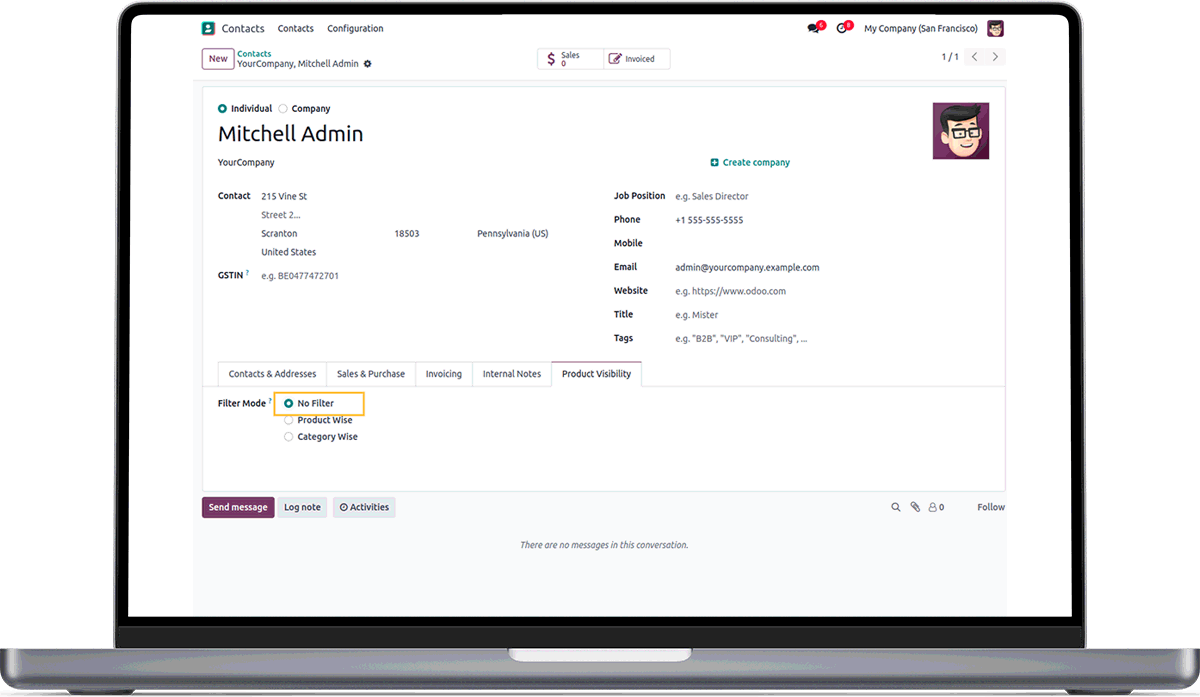 Contacts Contacts Configuration 6 8 My Company (San Francisco)
New Contacts
YourCompany, Mitchell Admin
$ Sales 0 Invoiced
1 / 1
Individual Company
Mitchell Admin
YourCompany
Create company
Contact 215 Vine St
Street 2...
Scranton 18503 Pennsylvania (US)
United States
GSTIN ? e.g. BE0477472701
Job Position e.g. Sales Director
Phone +1 555-555-5555
Mobile
Email admin@yourcompany.example.com
Website e.g. https://www.odoo.com
Title e.g. Mister
Tags e.g. "B2B", "VIP", "Consulting", ...
Contacts & Addresses Sales & Purchase Invoicing Internal Notes Product Visibility
Filter Mode ? No Filter
Product Wise
Category Wise
Send message Log note Activities 0 Follow
There are no messages in this conversation.